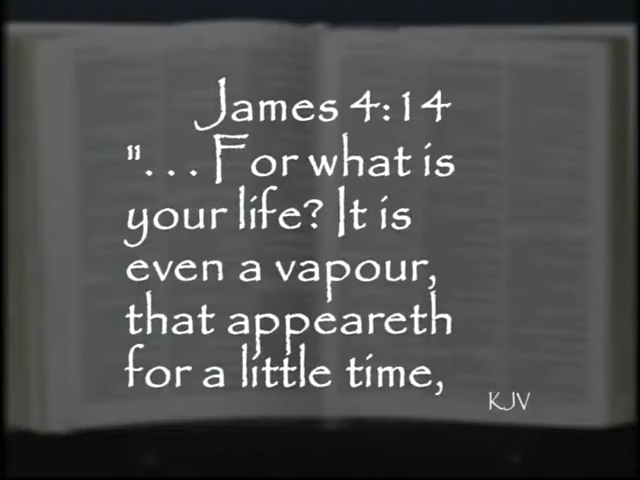 James 4:14
"... For what is
your life? It is
even a vapour,
that appeareth
for a little time,
KJV